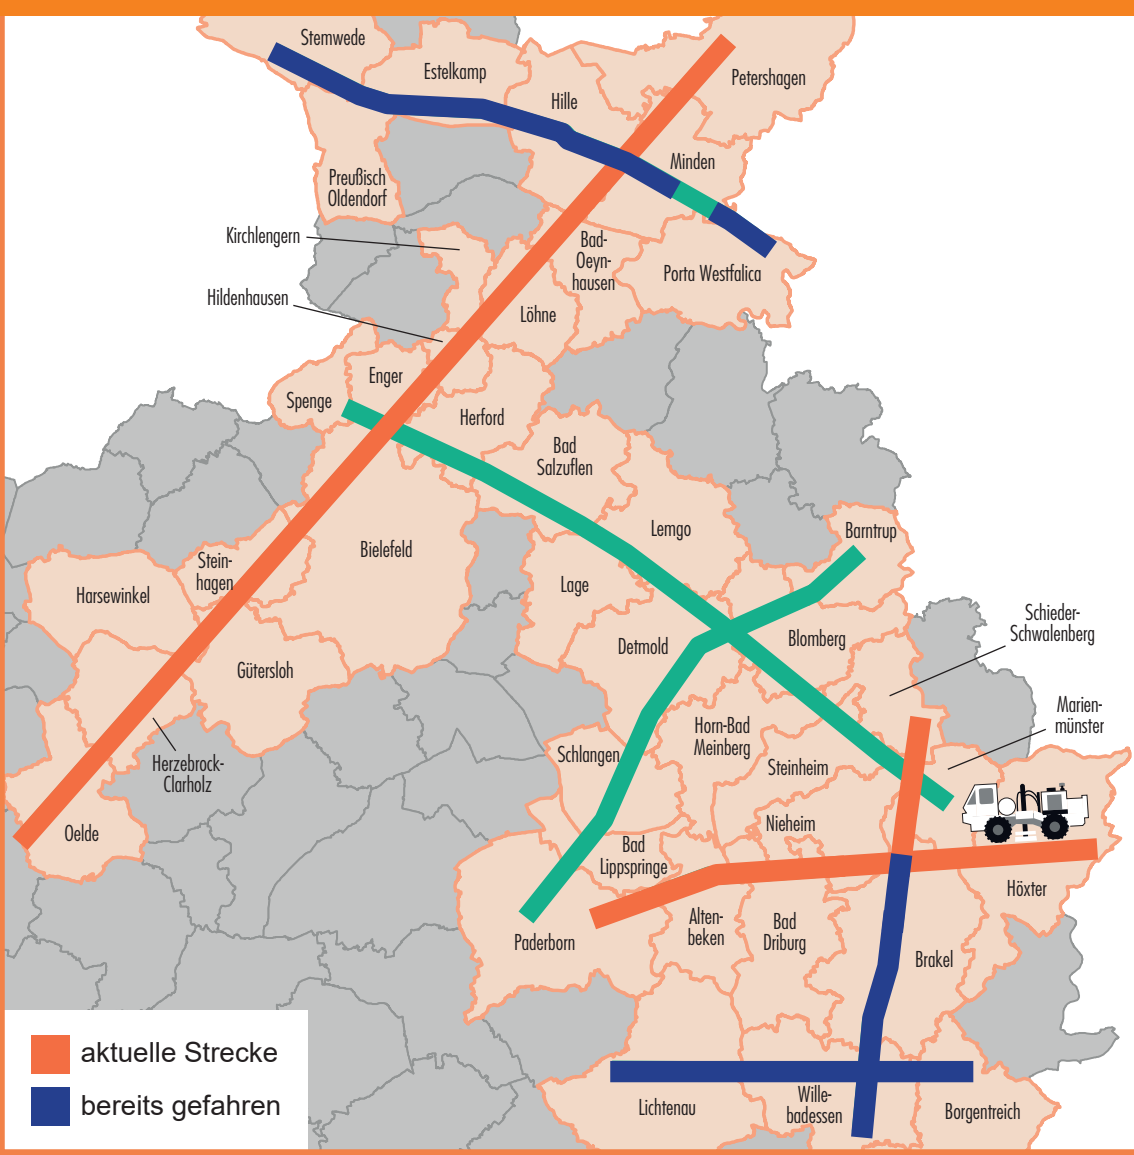 Stemwede
Estelkamp
Hille
Petershagen
Minden
Preußisch
Oldendorf
Kirchlengern
Bad-
Oeyn-
hausen
Porta Westfalica
Hildenhausen
Löhne
Enger
Spenge
Herford
Bad
Salzuflen
Lemgo
Barntrup
Bielefeld
Stein-
hagen
Harsewinkel
Lage
Schieder-
Schwalenberg
Detmold
Blomberg
Gütersloh
Marien-
münster
Horn-Bad
Meinberg
Schlangen
Steinheim
Herzebrock-
Clarholz
Oelde
Nieheim
Bad
Lippspringe
Höxter
Alten-
beken
Bad
Driburg
Paderborn
Brakel
aktuelle Strecke
bereits gefahren
Lichtenau
Wille-
badessen
Borgentreich